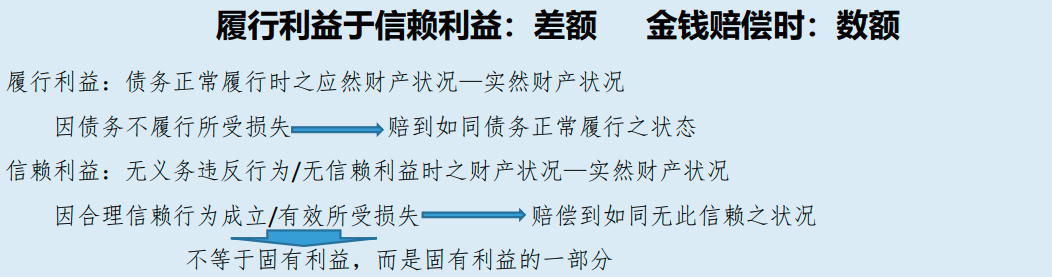 履行利益于信赖利益：差额 金钱赔偿时：数额
履行利益：债务正常履行时之应然财产状况—实然财产状况
因债务不履行所受损失 赔到如同债务正常履行之状态
信赖利益：无义务违反行为/无信赖利益时之财产状况—实然财产状况
因合理信赖行为成立/有效所受损失 赔偿到如同无此信赖之状况
不等于固有利益，而是固有利益的一部分